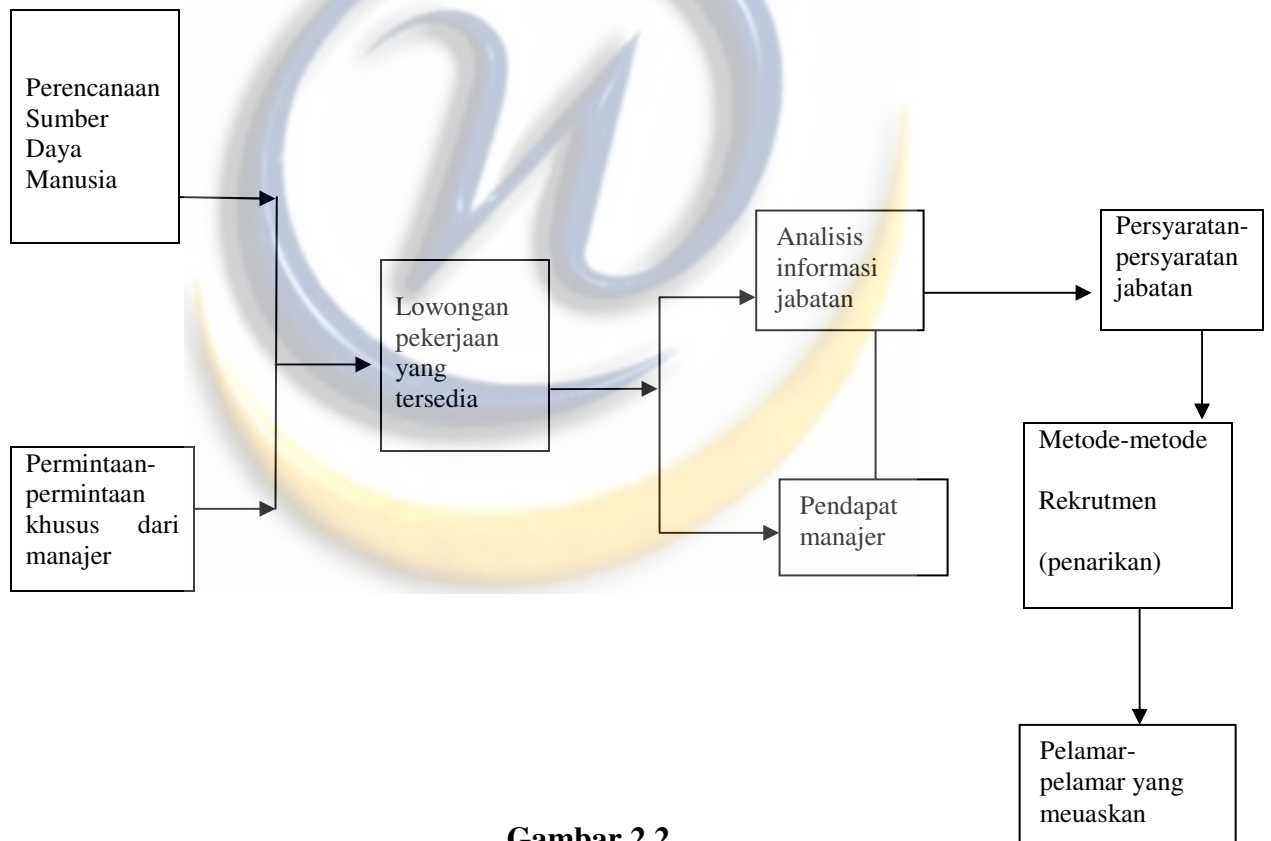 Perencanaan
Sumber
Daya
Manusia
Permintaan-
permintaan
khusus dari
manajer
Lowongan
pekerjaan
yang
tersedia
Analisis
informasi
jabatan
Pendapat
manajer
Persyaratan-
persyaratan
jabatan
Metode-metode
Rekrutmen
(penarikan)
Pelamar-
pelamar yang
meuaskan
Gambar 2.2